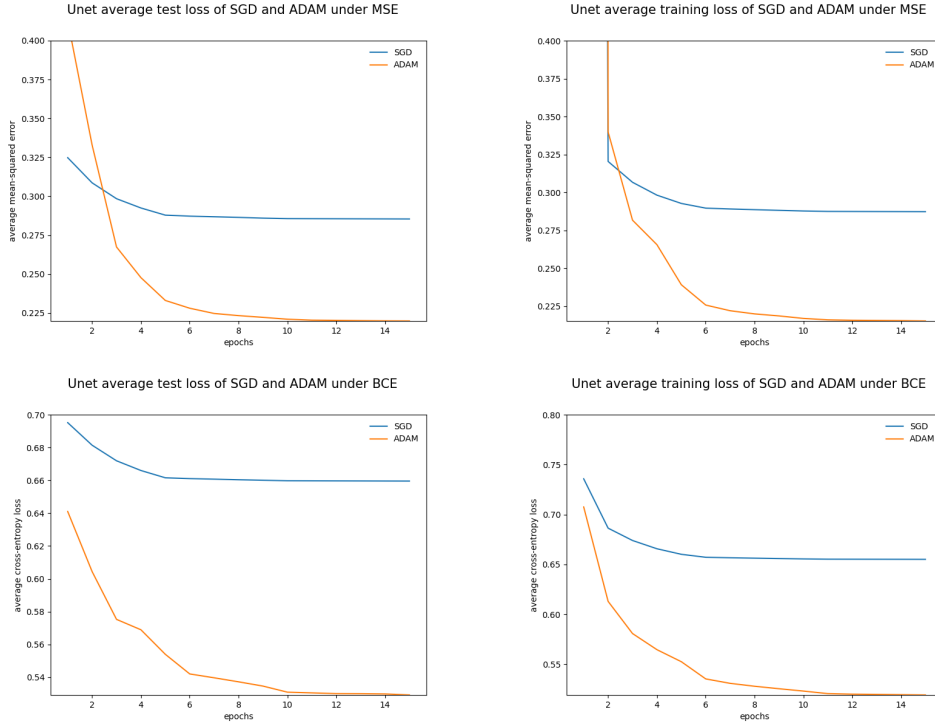 Unet average test loss of SGD and ADAM under MSE
0.400
0.375
0.350
0.325
0.300
0.275
0.250
0.225
average mean-squared error
SGD
ADAM
2 4 6 8 10 12 14
epochs
Unet average training loss of SGD and ADAM under MSE
0.400
0.375
0.350
0.325
0.300
0.275
0.250
0.225
average mean-squared error
SGD
ADAM
2 4 6 8 10 12 14
epochs
Unet average test loss of SGD and ADAM under BCE
0.70
0.68
0.66
0.64
0.62
0.60
0.58
0.56
0.54
average cross-entropy loss
SGD
ADAM
2 4 6 8 10 12 14
epochs
Unet average training loss of SGD and ADAM under BCE
0.80
0.75
0.70
0.65
0.60
0.55
average cross-entropy loss
SGD
ADAM
2 4 6 8 10 12 14
epochs